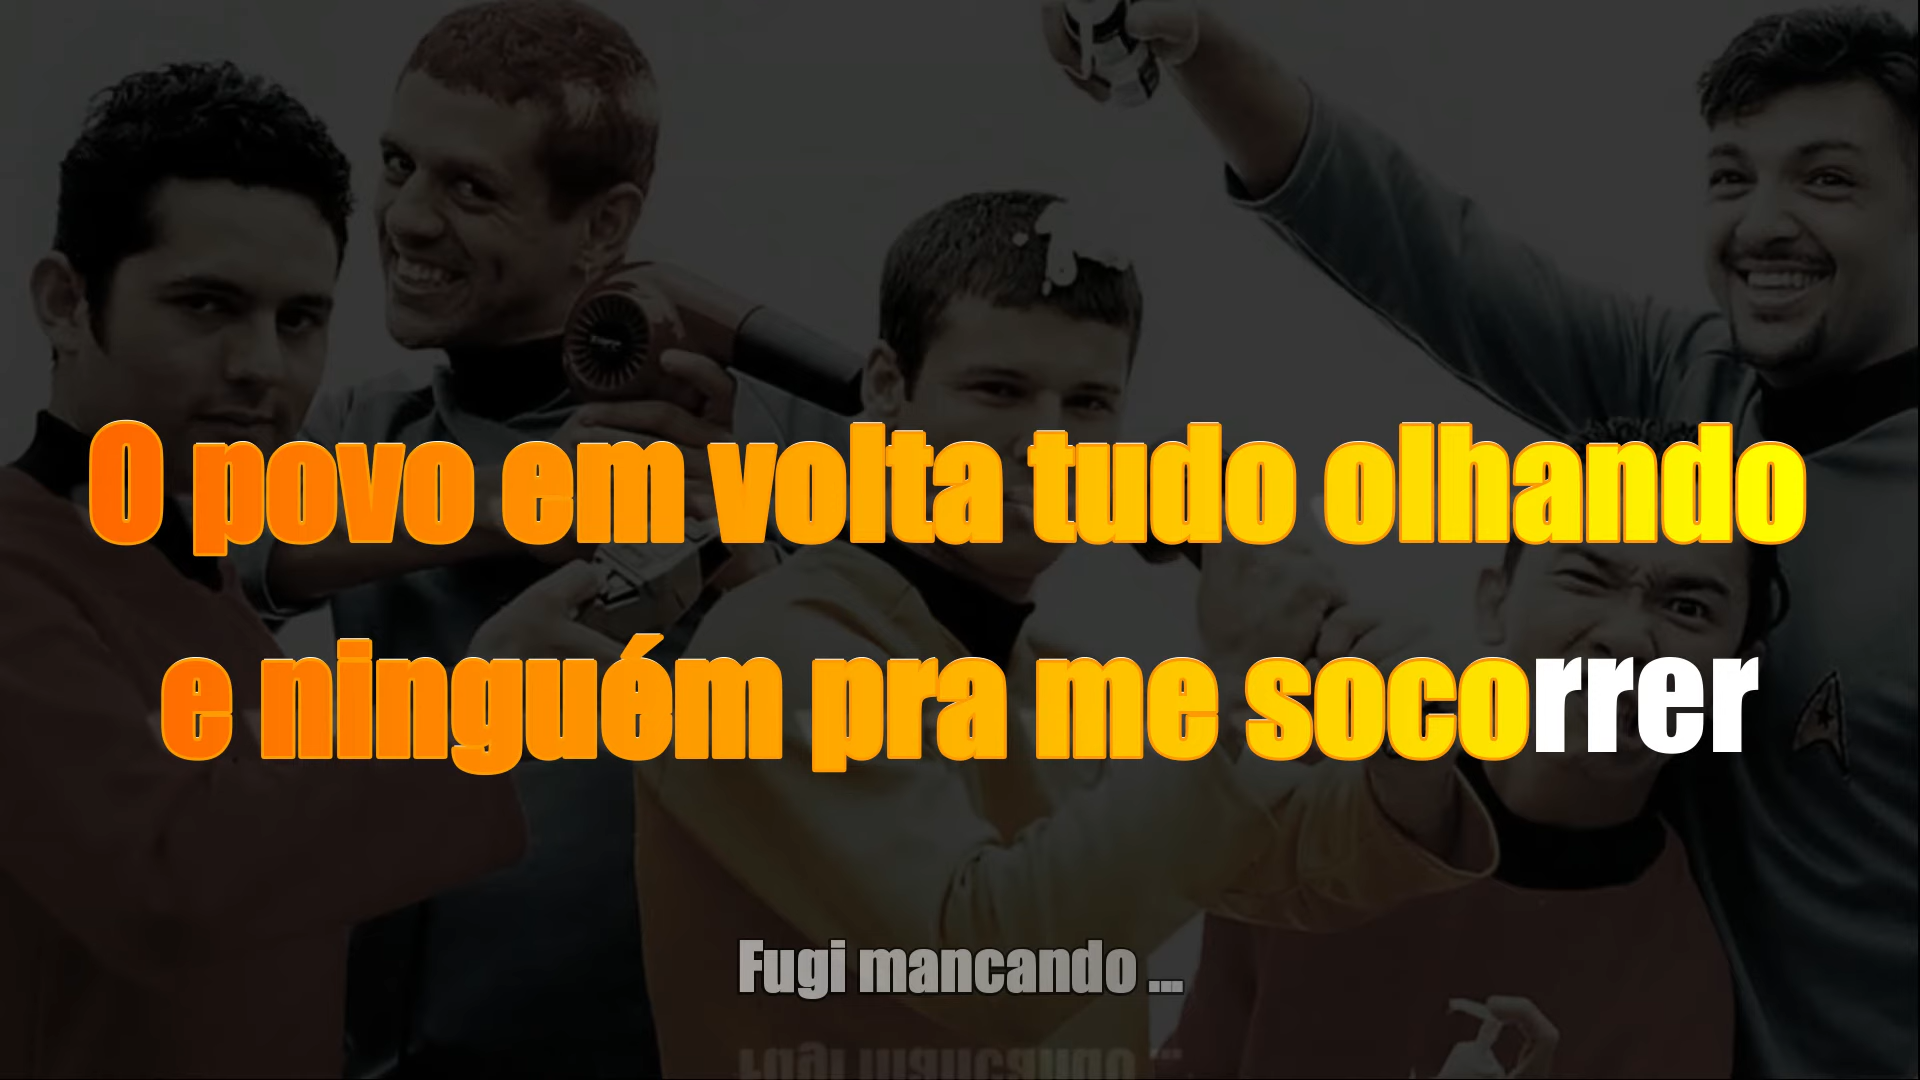 O povo em volta tudo olhando
e ninguém pra me socorrer
Fugi mancando ...